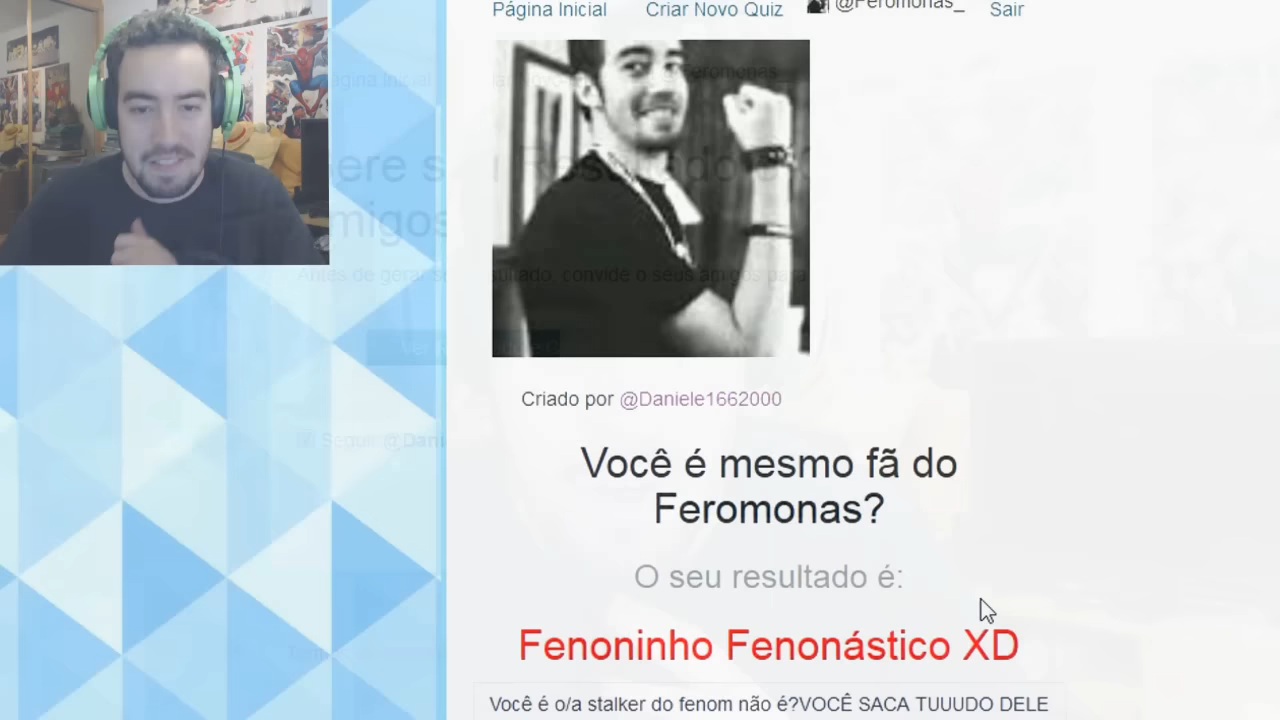 Página Inicial Criar Novo Quiz @Feromonas_ Sair
Criado por @Daniele1662000
Você é mesmo fã do
Feromonas?
O seu resultado é:
Fenoninho Fenonástico XD
Você é o/a stalker do fenom não é?VOCÊ SACA TUUUDO DELE